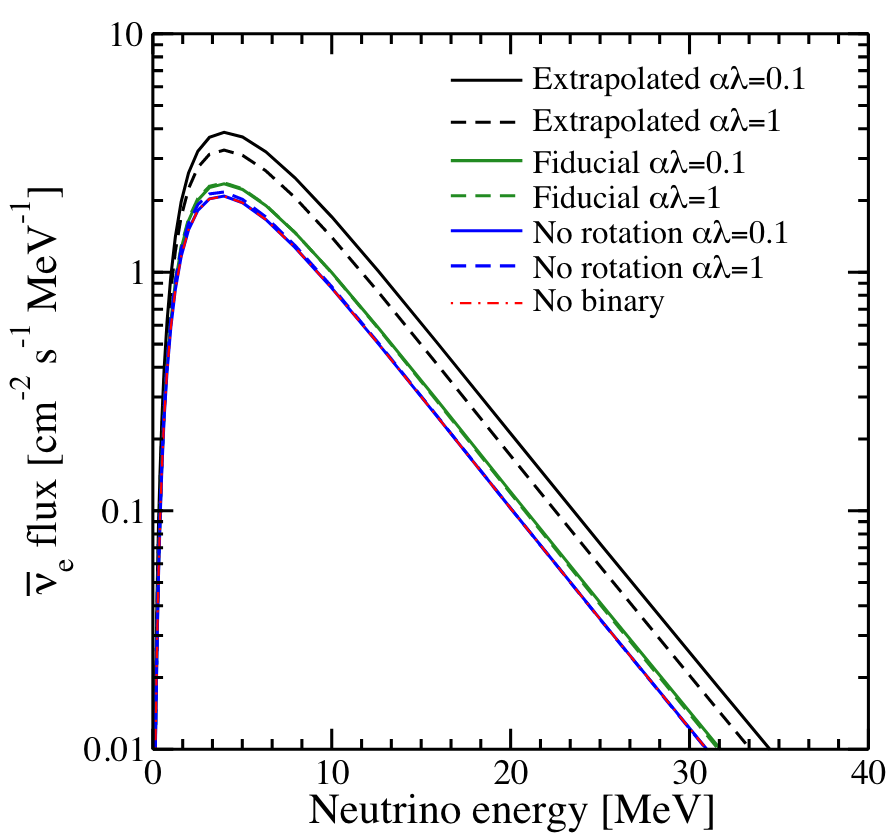 10
1
0.1
0.01
0
10
20
30
40
Neutrino energy [MeV]
ν̅e flux [cm-2 s-1 MeV-1]
Extrapolated αλ=0.1
Extrapolated αλ=1
Fiducial αλ=0.1
Fiducial αλ=1
No rotation αλ=0.1
No rotation αλ=1
No binary